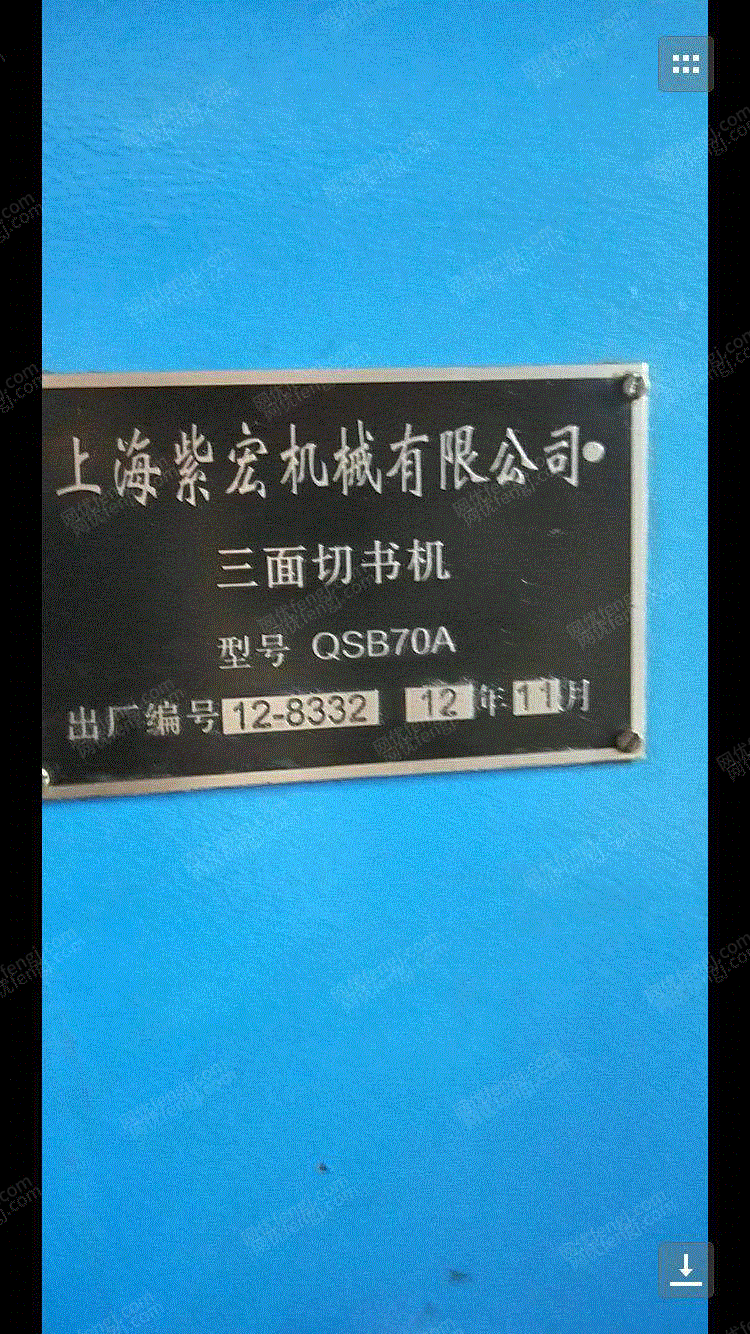 上海紫宏机械有限公司
三面切书机
型号 QSB70A
出厂编号 12-8332 12 年 11 月